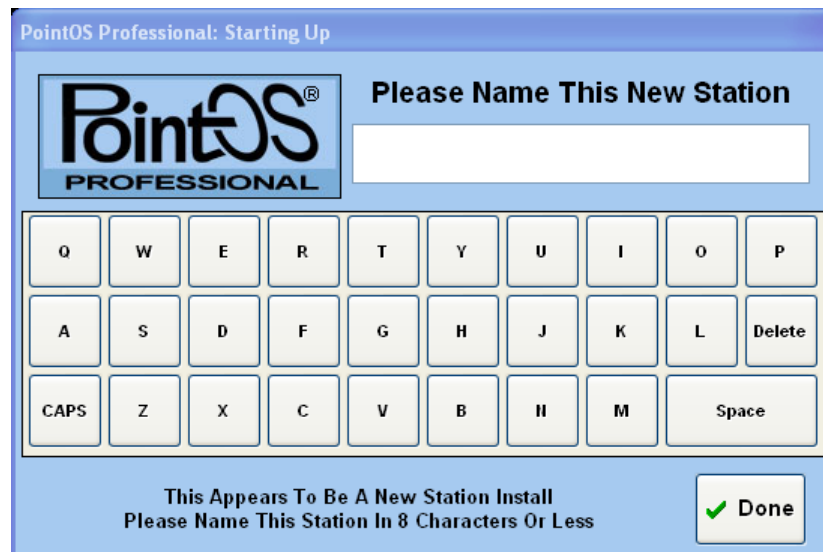 PointOS Professional: Starting Up
PointOS®
PROFESSIONAL
Please Name This New Station
Q W E R T Y U I O P
A S D F G H J K L Delete
CAPS Z X C V B N M Space
This Appears To Be A New Station Install
Please Name This Station In 8 Characters Or Less
Done